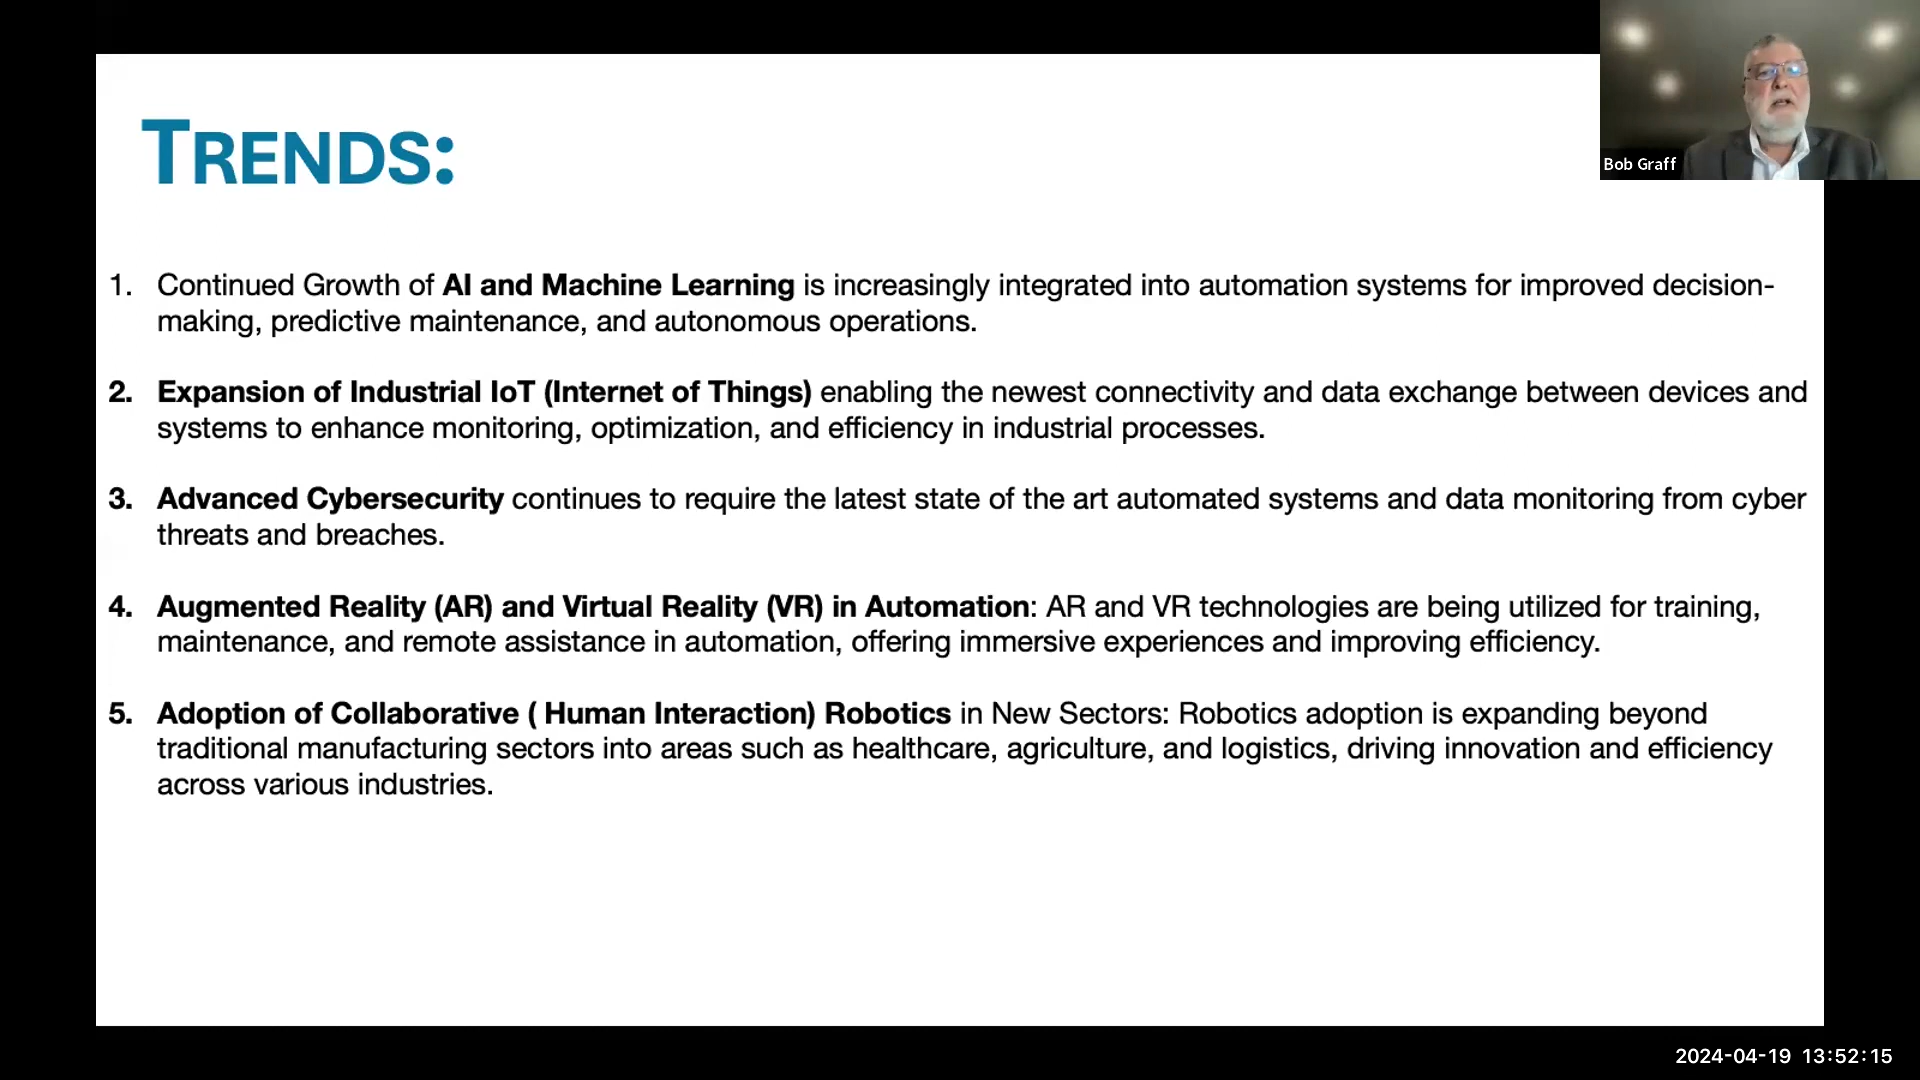 TRENDS:
Bob Graff
1. Continued Growth of AI and Machine Learning is increasingly integrated into automation systems for improved decision-
making, predictive maintenance, and autonomous operations.
2. Expansion of Industrial IoT (Internet of Things) enabling the newest connectivity and data exchange between devices and
systems to enhance monitoring, optimization, and efficiency in industrial processes.
3. Advanced Cybersecurity continues to require the latest state of the art automated systems and data monitoring from cyber
threats and breaches.
4. Augmented Reality (AR) and Virtual Reality (VR) in Automation: AR and VR technologies are being utilized for training,
maintenance, and remote assistance in automation, offering immersive experiences and improving efficiency.
5. Adoption of Collaborative ( Human Interaction) Robotics in New Sectors: Robotics adoption is expanding beyond
traditional manufacturing sectors into areas such as healthcare, agriculture, and logistics, driving innovation and efficiency
across various industries.
2024-04-19 13:52:15